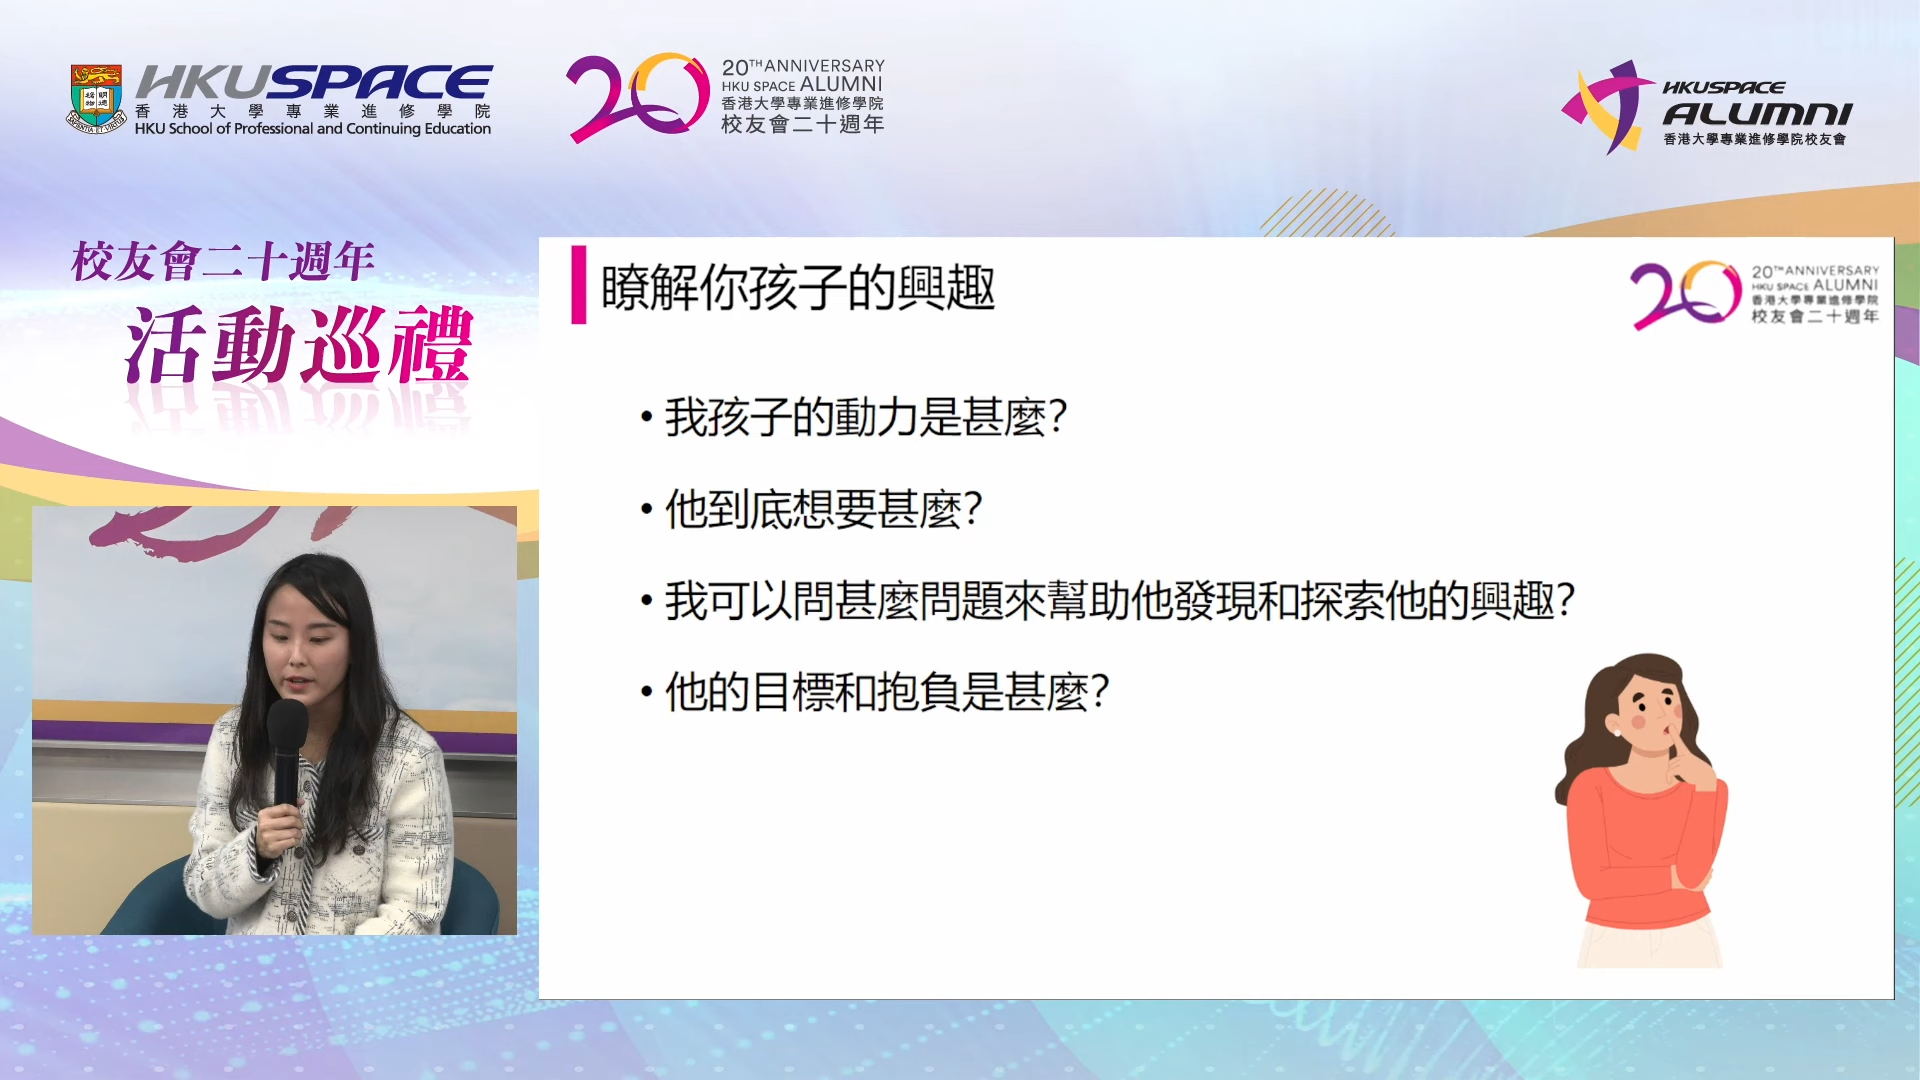 HKUSPACE
香港大學專業進修學院
HKU School of Professional and Continuing Education
20
20TH ANNIVERSARY
HKU SPACE ALUMNI
香港大學專業進修學院
校友會二十週年
HKUSPACE
ALUMNI
香港大學專業進修學院校友會
校友會二十週年
活動巡禮
瞭解你孩子的興趣
20
20TH ANNIVERSARY
HKU SPACE ALUMNI
香港大學專業進修學院
校友會二十週年
• 我孩子的動力是甚麼?
• 他到底想要甚麼?
• 我可以問甚麼問題來幫助他發現和探索他的興趣?
• 他的目標和抱負是甚麼?